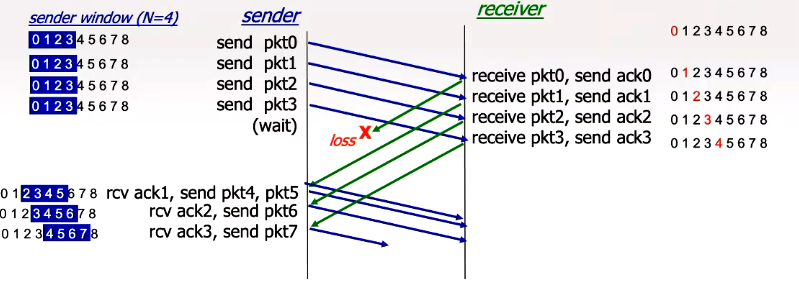 sender window (N=4)
sender
receiver
0 1 2 3 4 5 6 7 8
0 1 2 3 4 5 6 7 8
send pkt0
0 1 2 3 4 5 6 7 8
send pkt1
receive pkt0, send ack0
0 1 2 3 4 5 6 7 8
0 1 2 3 4 5 6 7 8
send pkt2
receive pkt1, send ack1
0 1 2 3 4 5 6 7 8
0 1 2 3 4 5 6 7 8
send pkt3
receive pkt2, send ack2
0 1 2 3 4 5 6 7 8
(wait)
loss X
receive pkt3, send ack3
0 1 2 3 4 5 6 7 8
0 1 2 3 4 5 6 7 8
rcv ack1, send pkt4, pkt5
0 1 2 3 4 5 6 7 8
rcv ack2, send pkt6
0 1 2 3 4 5 6 7 8
rcv ack3, send pkt7